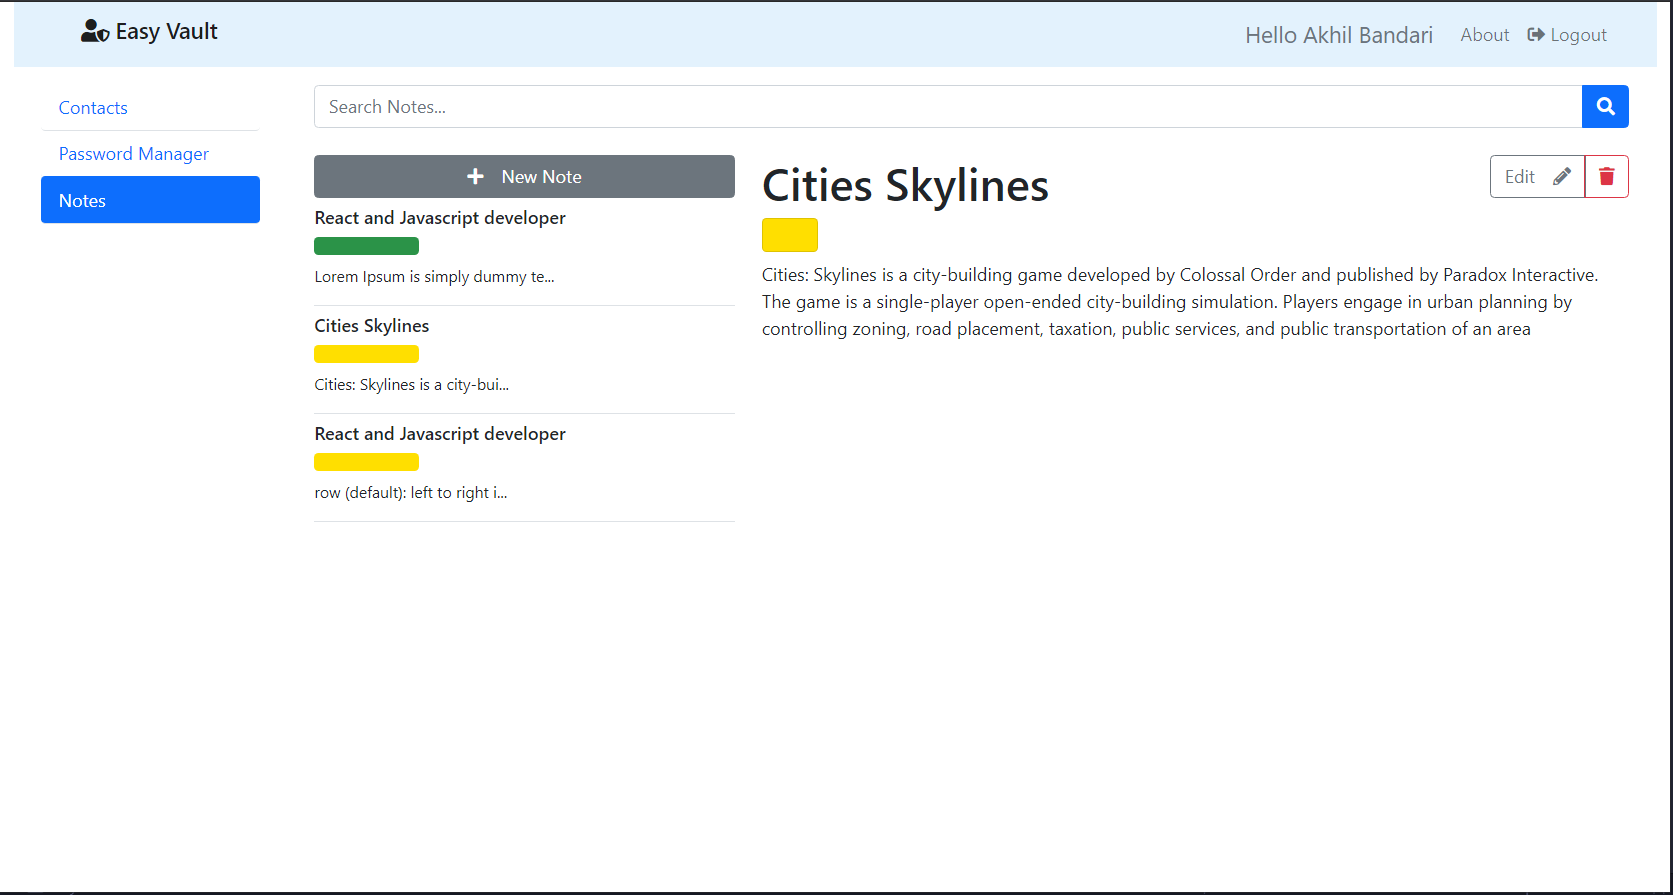 Easy Vault
Hello Akhil Bandari
About
Logout
Contacts
Password Manager
Notes
Search Notes...
New Note
React and Javascript developer
Lorem Ipsum is simply dummy te...
Cities Skylines
Cities: Skylines is a city-bui...
React and Javascript developer
row (default): left to right i...
Cities Skylines
Edit
Cities: Skylines is a city-building game developed by Colossal Order and published by Paradox Interactive.
The game is a single-player open-ended city-building simulation. Players engage in urban planning by
controlling zoning, road placement, taxation, public services, and public transportation of an area